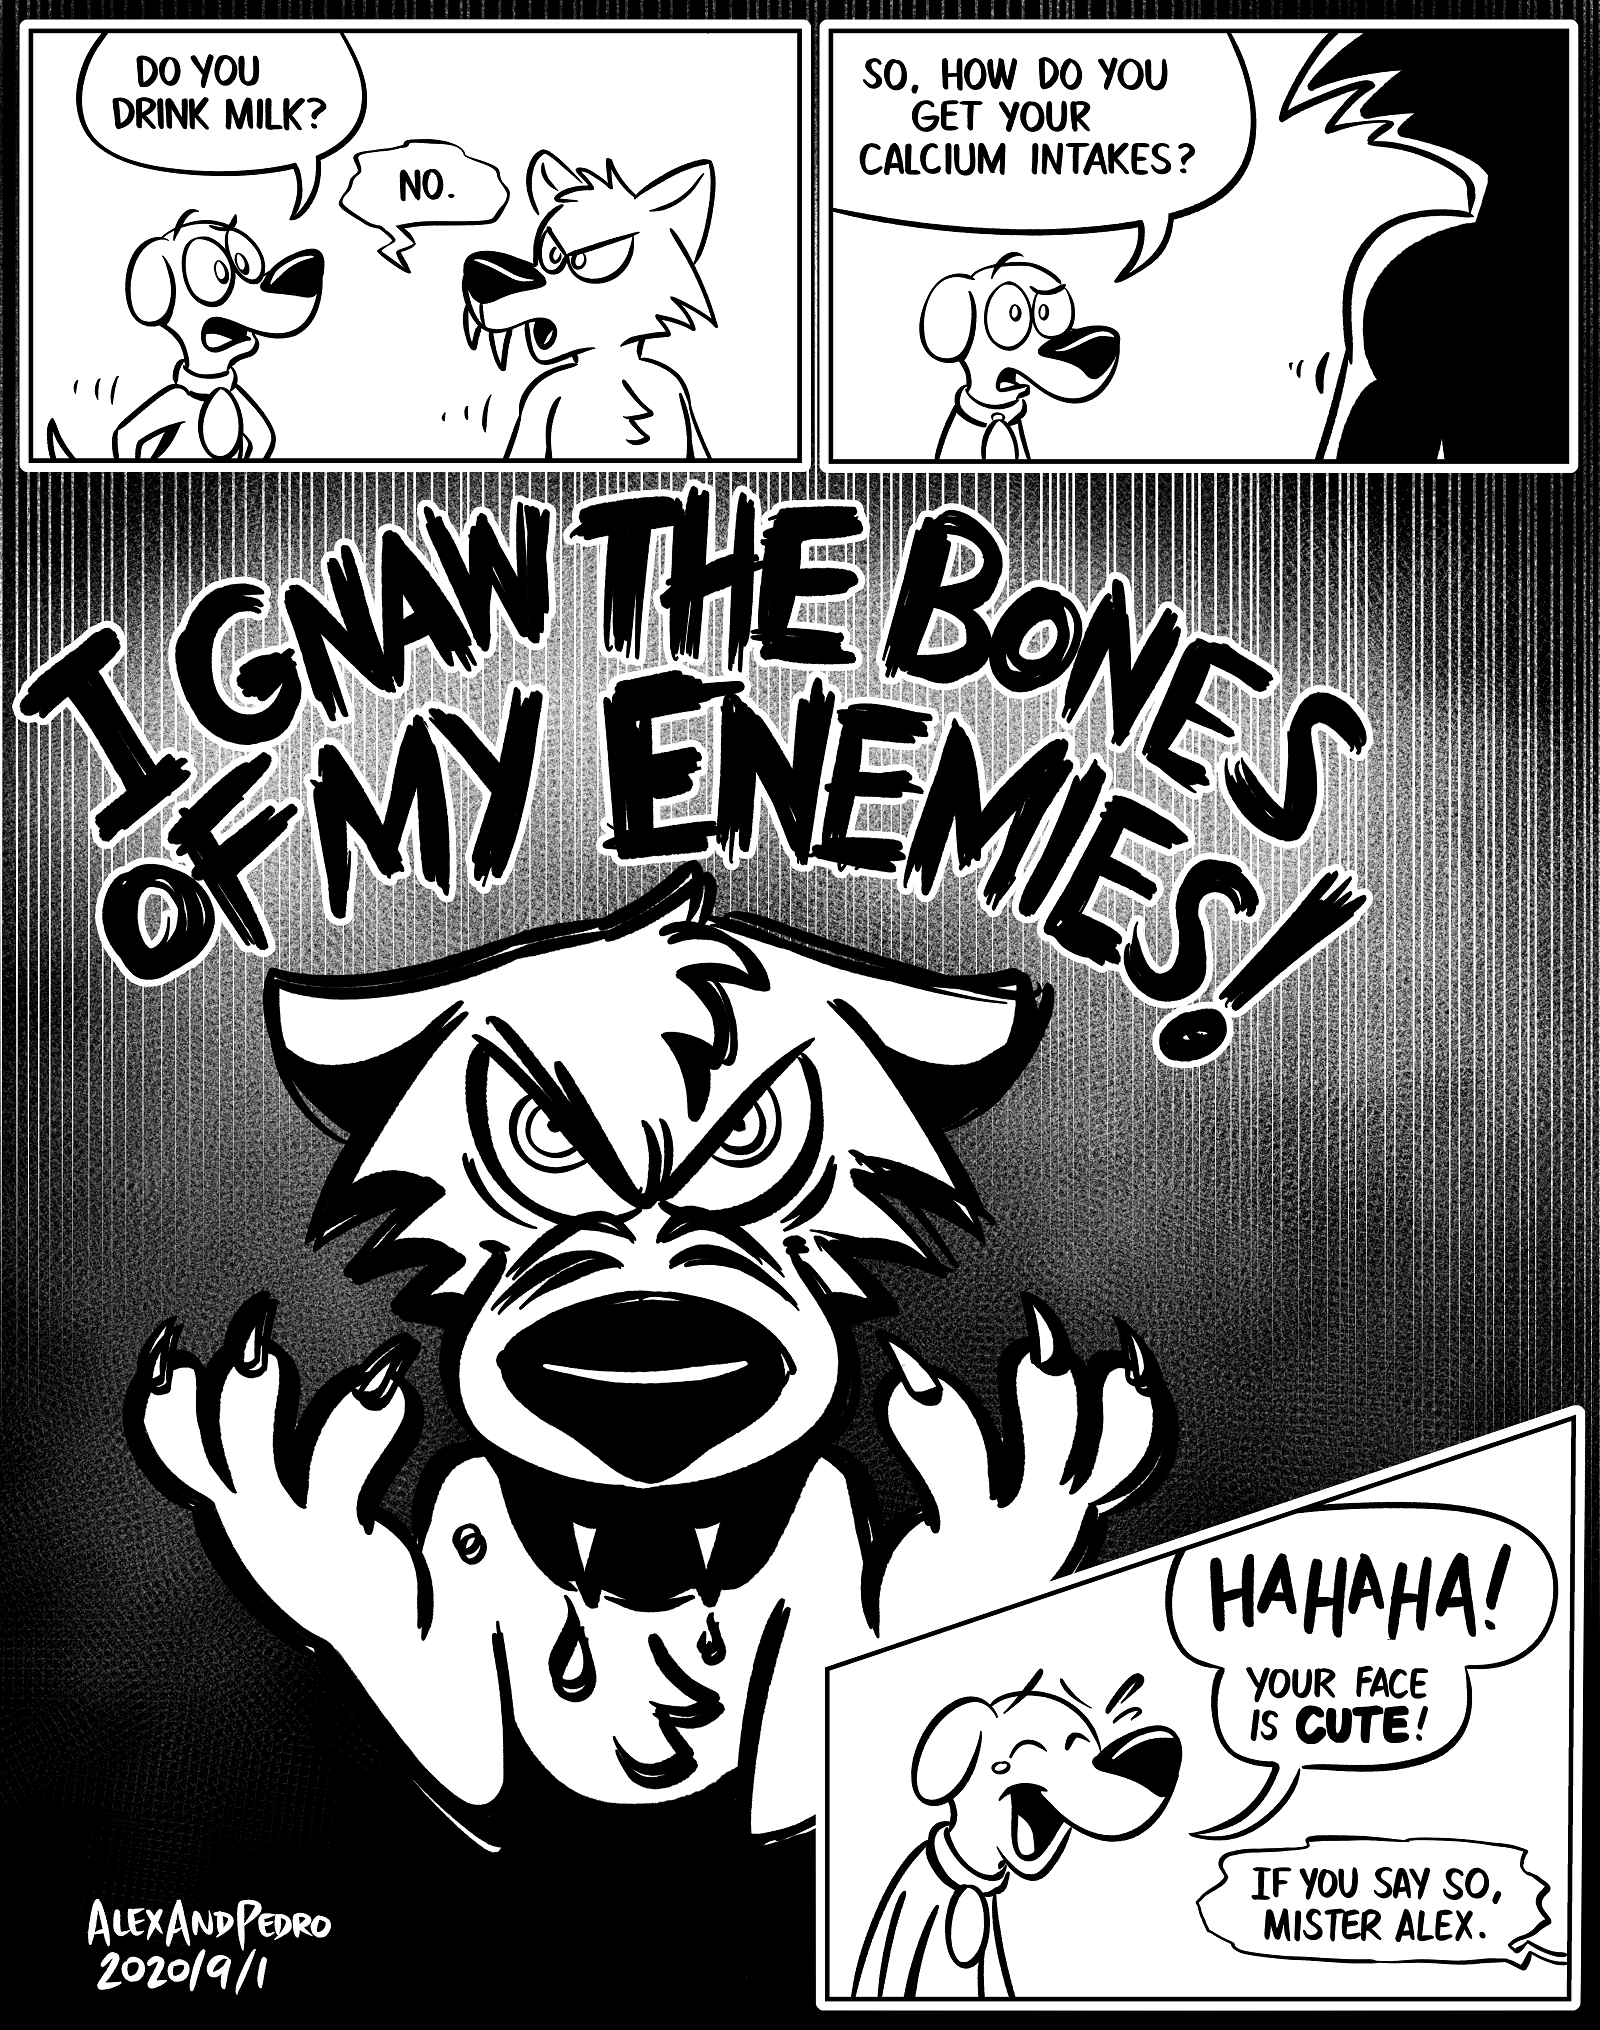 DO YOU
DRINK MILK?
NO.
SO, HOW DO YOU
GET YOUR
CALCIUM INTAKES?
I GNAW THE BONES
OF MY ENEMIES!
HAHAHA!
YOUR FACE
IS CUTE!
IF YOU SAY SO,
MISTER ALEX.
ALEXANDPEDRO
2020/9/1